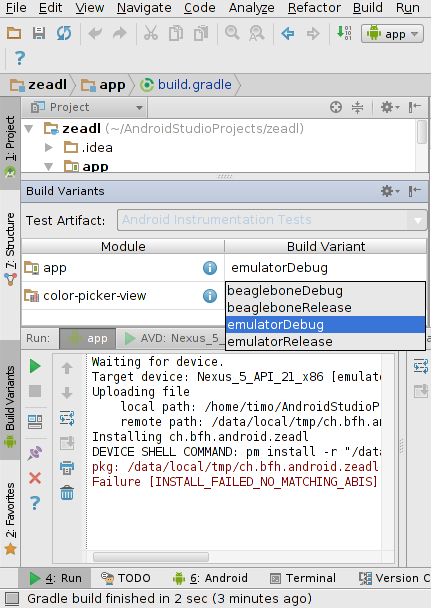 File Edit View Navigate Code Analyze Refactor Build Run
app
zeadl app build.gradle
1: Project
Project
zeadl (~/AndroidStudioProjects/zeadl)
.idea
app
Build Variants
Test Artifact: Android Instrumentation Tests
7: Structure
Module Build Variant
app emulatorDebug
color-picker-view
beagleboneDebug
beagleboneRelease
emulatorDebug
emulatorRelease
Run: app AVD: Nexus_5_
Build Variants
2: Favorites
Waiting for device.
Target device: Nexus_5_API_21_x86 [emulato
Uploading file
local path: /home/timo/AndroidStudioP
remote path: /data/local/tmp/ch.bfh.an
Installing ch.bfh.android.zeadl
DEVICE SHELL COMMAND: pm install -r "/data
pkg: /data/local/tmp/ch.bfh.android.zeadl
Failure [INSTALL_FAILED_NO_MATCHING_ABIS]
4: Run TODO 6: Android Terminal Version C
Gradle build finished in 2 sec (3 minutes ago)